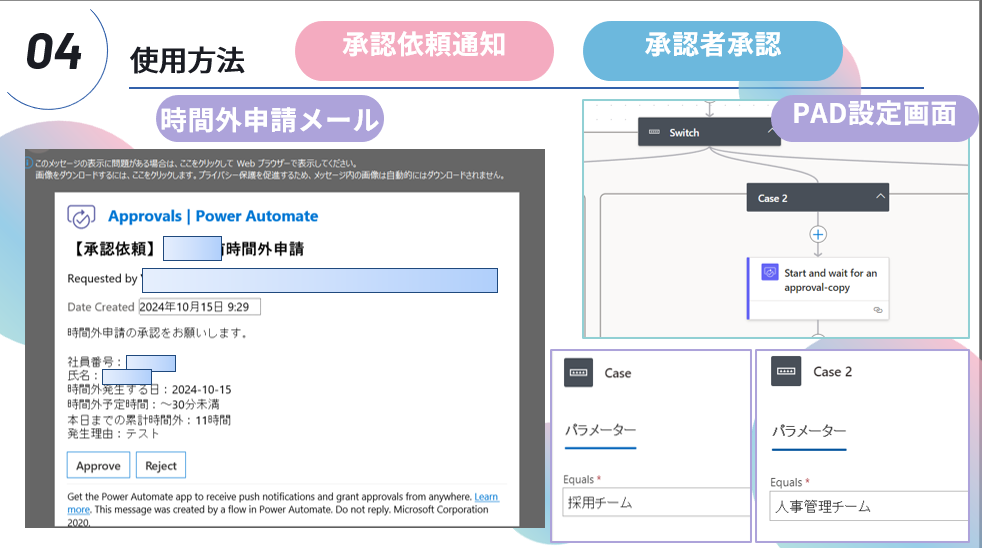 04
使用方法
承認依頼通知
承認者承認
時間外申請メール
PAD設定画面
このメッセージの表示に問題がある場合は、ここをクリックして Web ブラウザーで表示してください。
画像をダウンロードするには、ここをクリックします。プライバシー保護を促進するため、メッセージ内の画像は自動的にはダウンロードされません。
Approvals | Power Automate
【承認依頼】
時間外申請
Requested by
Date Created 2024年10月15日 9:29
時間外申請の承認をお願いします。
社員番号：
氏名：
時間外発生する日：2024-10-15
時間外予定時間：～30分未満
本日までの累計時間外：11時間
発生理由：テスト
Approve
Reject
Get the Power Automate app to receive push notifications and grant approvals from anywhere. Learn
more. This message was created by a flow in Power Automate. Do not reply. Microsoft Corporation
2020.
Switch
Case 2
Start and wait for an
approval-copy
Case
パラメーター
Equals *
採用チーム
Case 2
パラメーター
Equals *
人事管理チーム